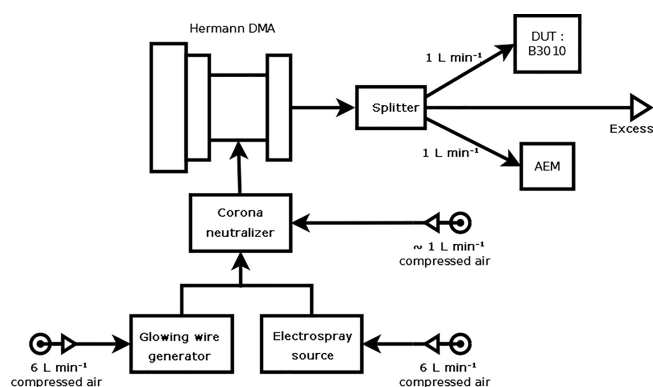 Hermann DMA
DUT :
B3010
1 L min⁻¹
Splitter
Excess
1 L min⁻¹
AEM
Corona
neutralizer
~ 1 L min⁻¹
compressed air
Glowing wire
generator
Electrospray
source
6 L min⁻¹
compressed air
6 L min⁻¹
compressed air